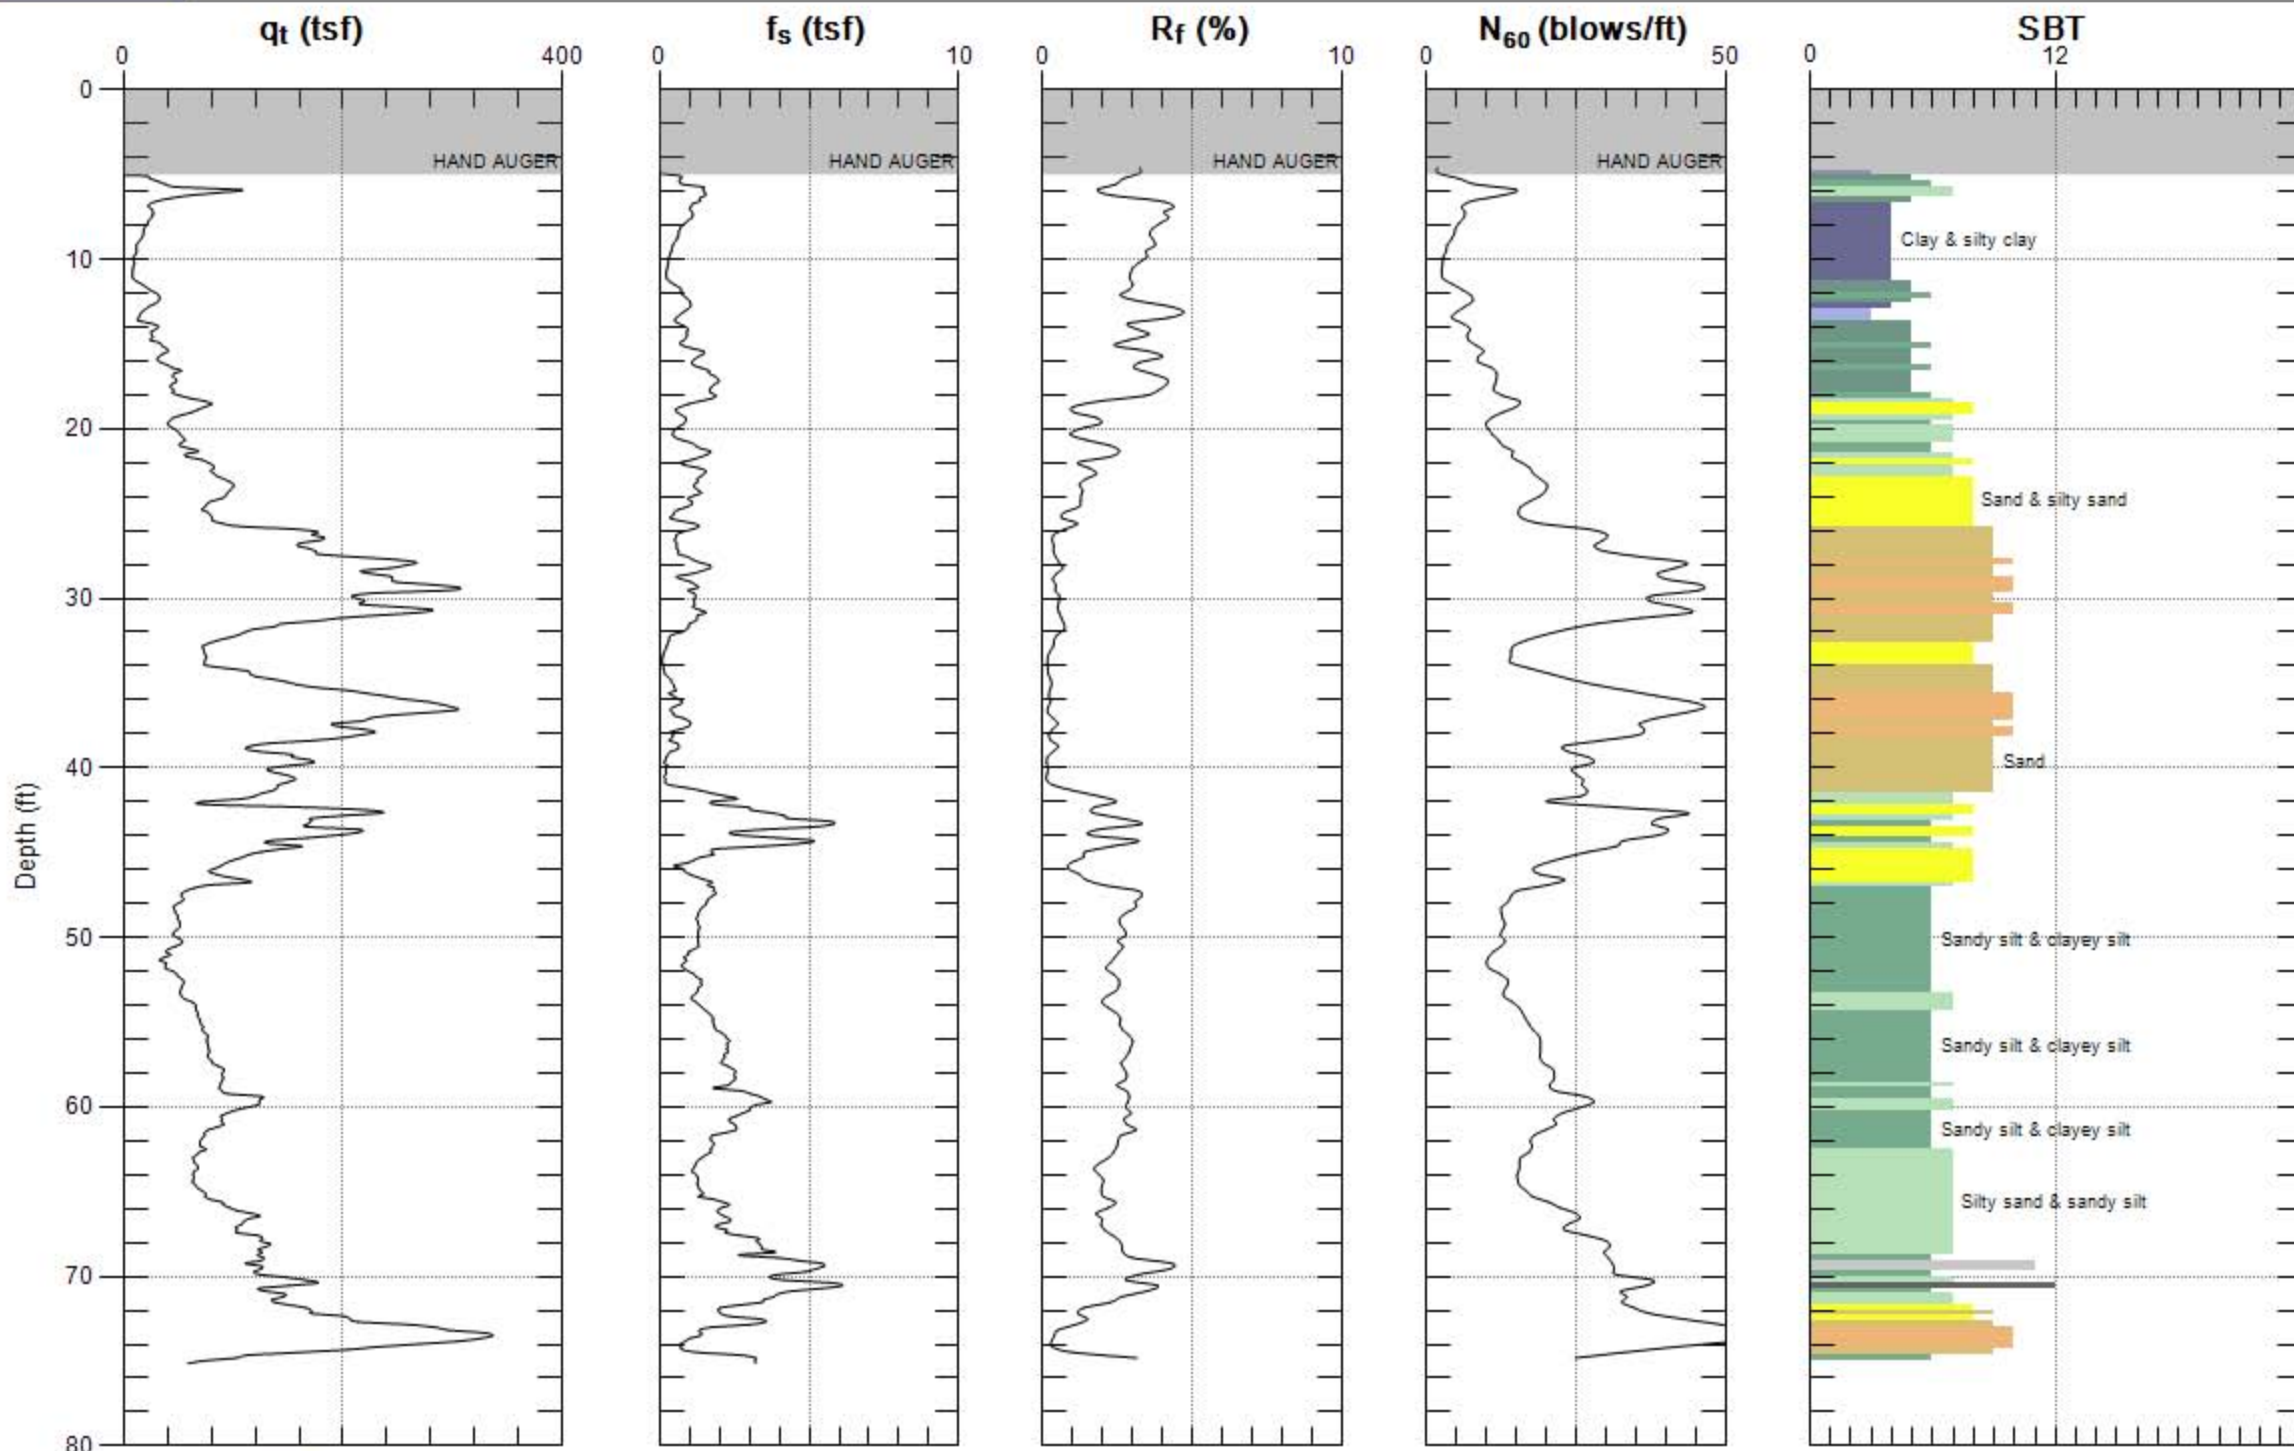 qt (tsf) fs (tsf) Rf (%) N60 (blows/ft) SBT
0 400 0 10 0 10 0 50 0 12
0
HAND AUGER HAND AUGER HAND AUGER HAND AUGER
Clay & silty clay
10
20
Sand & silty sand
30
Sand
40
Depth (ft)
50
Sandy silt & clayey silt
Sandy silt & clayey silt
60
Sandy silt & clayey silt
Silty sand & sandy silt
70
80